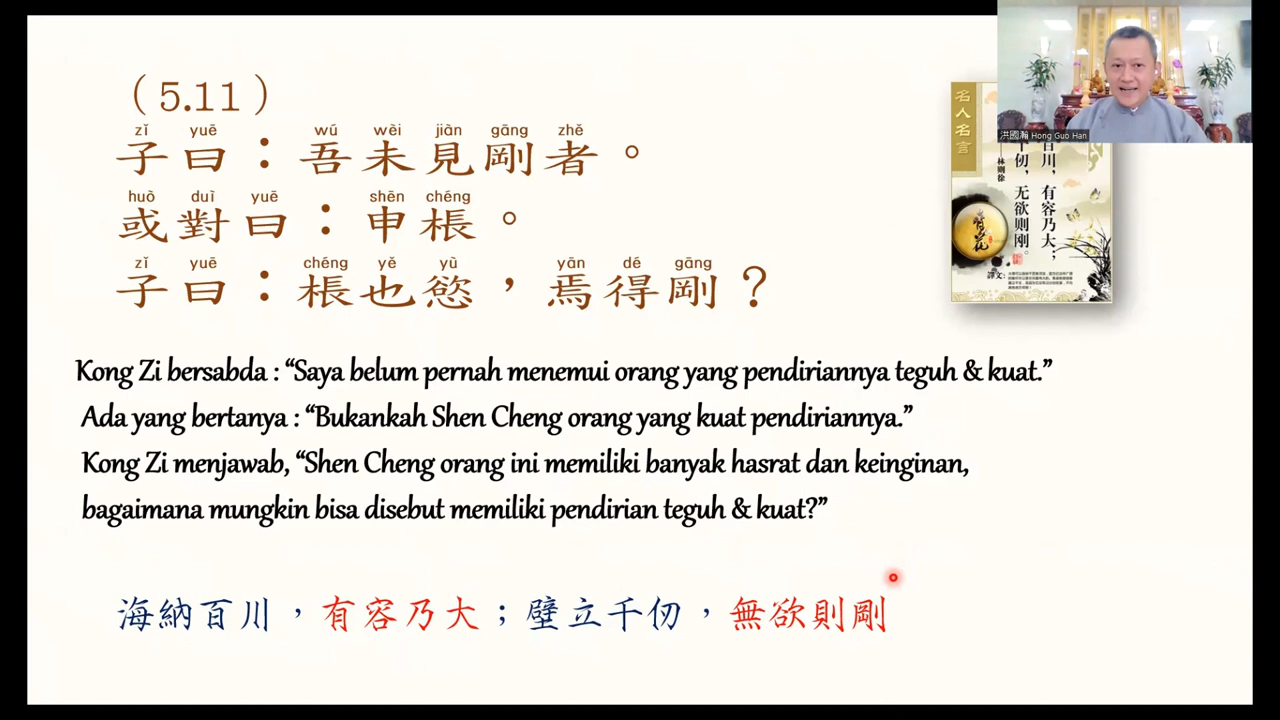 （5.11）
zǐ yuē wú wèi jiàn gāng zhě
子曰：吾未見剛者。
huò duì yuē shēn chéng
或對曰：申棖。
zǐ yuē chéng yě yù yān dé gāng
子曰：棖也慾，焉得剛？
Kong Zi bersabda : “Saya belum pernah menemui orang yang pendiriannya teguh & kuat.”
Ada yang bertanya : “Bukankah Shen Cheng orang yang kuat pendiriannya.”
Kong Zi menjawab, “Shen Cheng orang ini memiliki banyak hasrat dan keinginan,
bagaimana mungkin bisa disebut memiliki pendirian teguh & kuat?”
海納百川，有容乃大；壁立千仞，無欲則剛
洪國瀚 Hong Guo Han
名人名言
百川，有容乃大；
千仞，无欲则刚。
——林则徐
譯文：